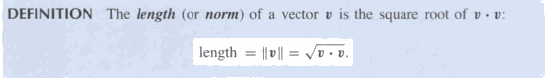 DEFINITION The length (or norm) of a vector v is the square root of v · v:
length = ||v|| = √v · v.